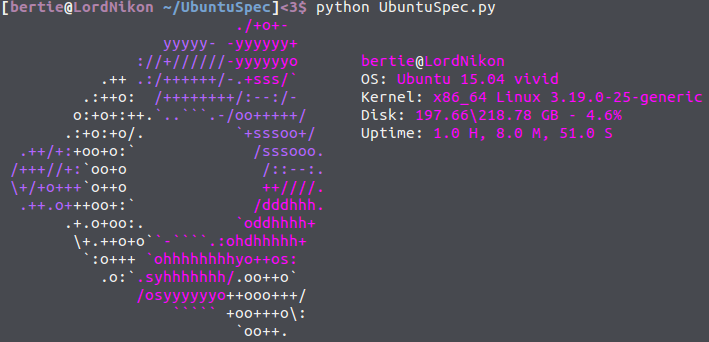 [bertie@LordNikon ~/UbuntuSpec]<3$ python UbuntuSpec.py
                          ./+o+-
                  yyyyy- -yyyyyy+
               ://+//////-yyyyyyo       bertie@LordNikon
           .++ .:/++++++/-.+sss/`       OS: Ubuntu 15.04 vivid
         .:++o:  /++++++++/:--:/-       Kernel: x86_64 Linux 3.19.0-25-generic
        o:+o+:++.`..```.-/oo+++++/      Disk: 197.66\218.78 GB - 4.6%
       .:+o:+o/.          `+sssoo+/     Uptime: 1.0 H, 8.0 M, 51.0 S
  .++/+:+oo+o:`             /sssooo.
 /+++//+:`oo+o               /::--:.
 \+/+o+++`o++o               ++////.
  .++.o+++oo+:`             /dddhhh.
       .+.o+oo:.          `oddhhhh+
        \+.++o+o``-````.:ohdhhhhh+
         `:o+++ `ohhhhhhhhyo++os:
           .o:`.syhhhhhhh/.oo++o`
               /osyyyyyyo++ooo+++/
                   ````` +oo+++o\:
                          `oo++.